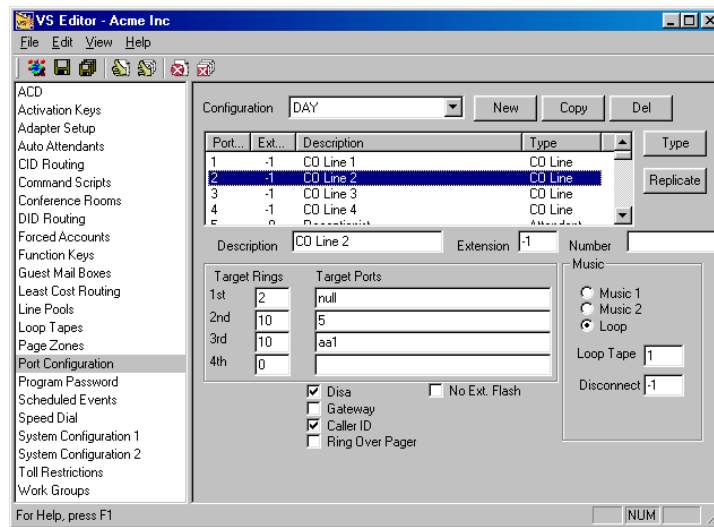 VS Editor - Acme Inc
File Edit View Help
ACD
Activation Keys
Adapter Setup
Auto Attendants
CID Routing
Command Scripts
Conference Rooms
DID Routing
Forced Accounts
Function Keys
Guest Mail Boxes
Least Cost Routing
Line Pools
Loop Tapes
Page Zones
Port Configuration
Program Password
Scheduled Events
Speed Dial
System Configuration 1
System Configuration 2
Toll Restrictions
Work Groups
Configuration DAY New Copy Del
Port... Ext... Description Type
1 -1 CO Line 1 CO Line
2 -1 CO Line 2 CO Line
3 -1 CO Line 3 CO Line
4 -1 CO Line 4 CO Line
Type
Replicate
Description CO Line 2 Extension -1 Number
Target Rings Target Ports
1st 2 null
2nd 10 5
3rd 10 aa1
4th 0
Disa No Ext. Flash
Gateway
Caller ID
Ring Over Pager
Music
Music 1
Music 2
Loop
Loop Tape 1
Disconnect -1
For Help, press F1 NUM